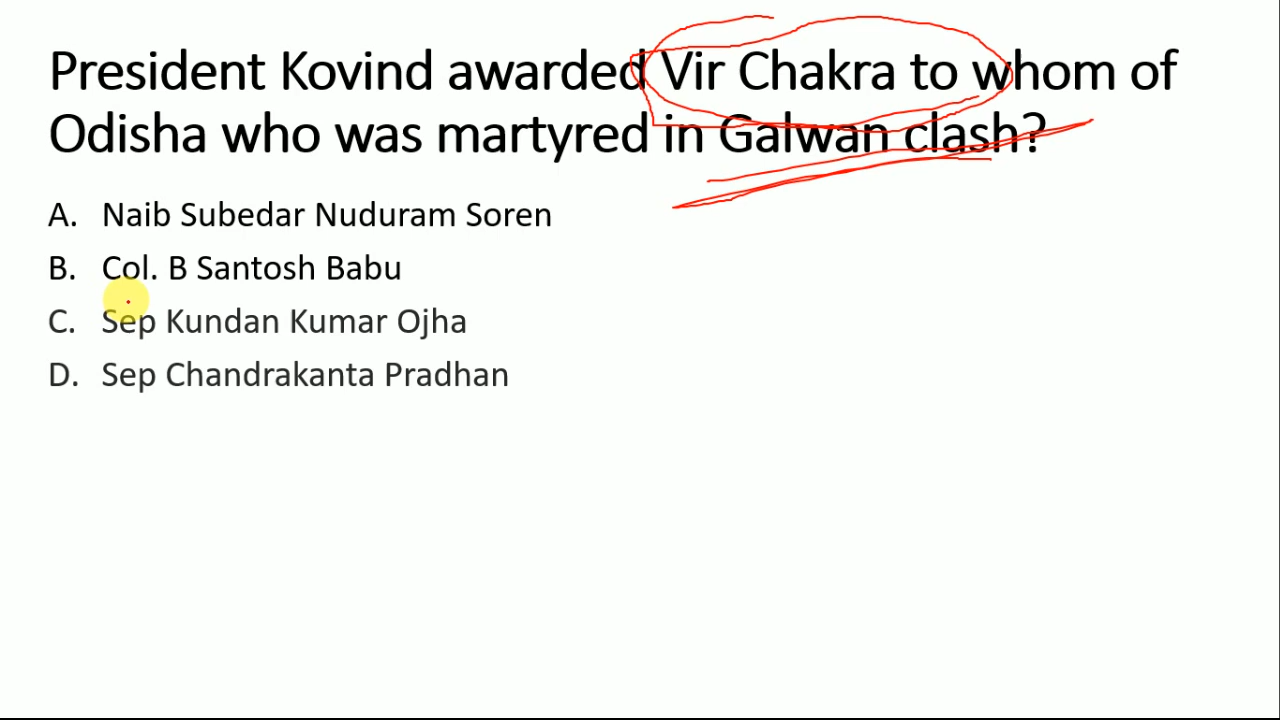 President Kovind awarded Vir Chakra to whom of
Odisha who was martyred in Galwan clash?
A. Naib Subedar Nuduram Soren
B. Col. B Santosh Babu
C. Sep Kundan Kumar Ojha
D. Sep Chandrakanta Pradhan